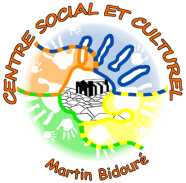 CENTRE SOCIAL ET CULTUREL
Martin Bidouré